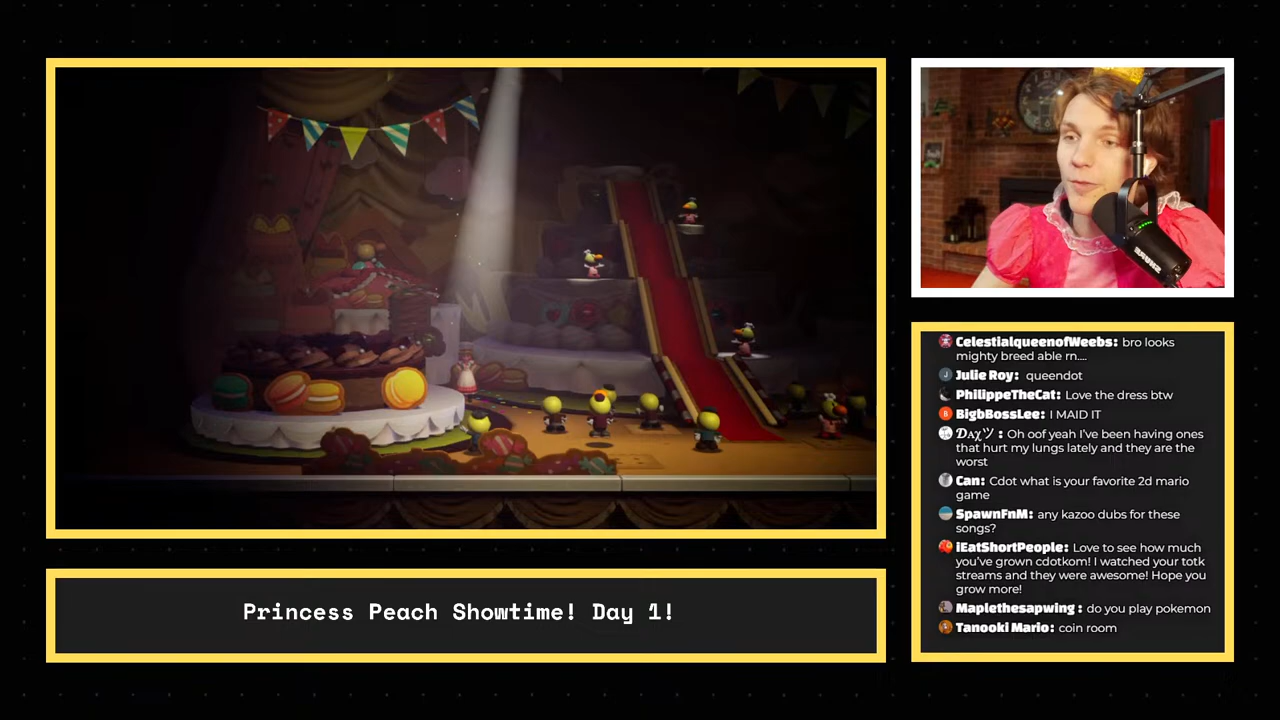 CelestialqueenofWeebs: bro looks
mighty breed able rn....
Julie Roy: queendot
PhilippeTheCat: Love the dress btw
BigbBossLee: I MAID IT
Dαχツ : Oh oof yeah I've been having ones
that hurt my lungs lately and they are the
worst
Can: Cdot what is your favorite 2d mario
game
SpawnFnM: any kazoo dubs for these
songs?
iEatShortPeople: Love to see how much
you've grown cdotkom! I watched your totk
streams and they were awesome! Hope you
grow more!
Maplethesapwing : do you play pokemon
Tanooki Mario: coin room
Princess Peach Showtime! Day 1!